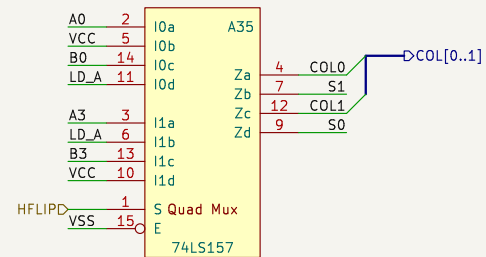 A0 2 I0a A35
VCC 5 I0b
B0 14 I0c
LD_A 11 I0d
Za 4 COL0 COL[0..1]
Zb 7 S1
Zc 12 COL1
Zd 9 S0
A3 3 I1a
LD_A 6 I1b
B3 13 I1c
VCC 10 I1d
HFLIP 1 S Quad Mux
VSS 15 E
74LS157